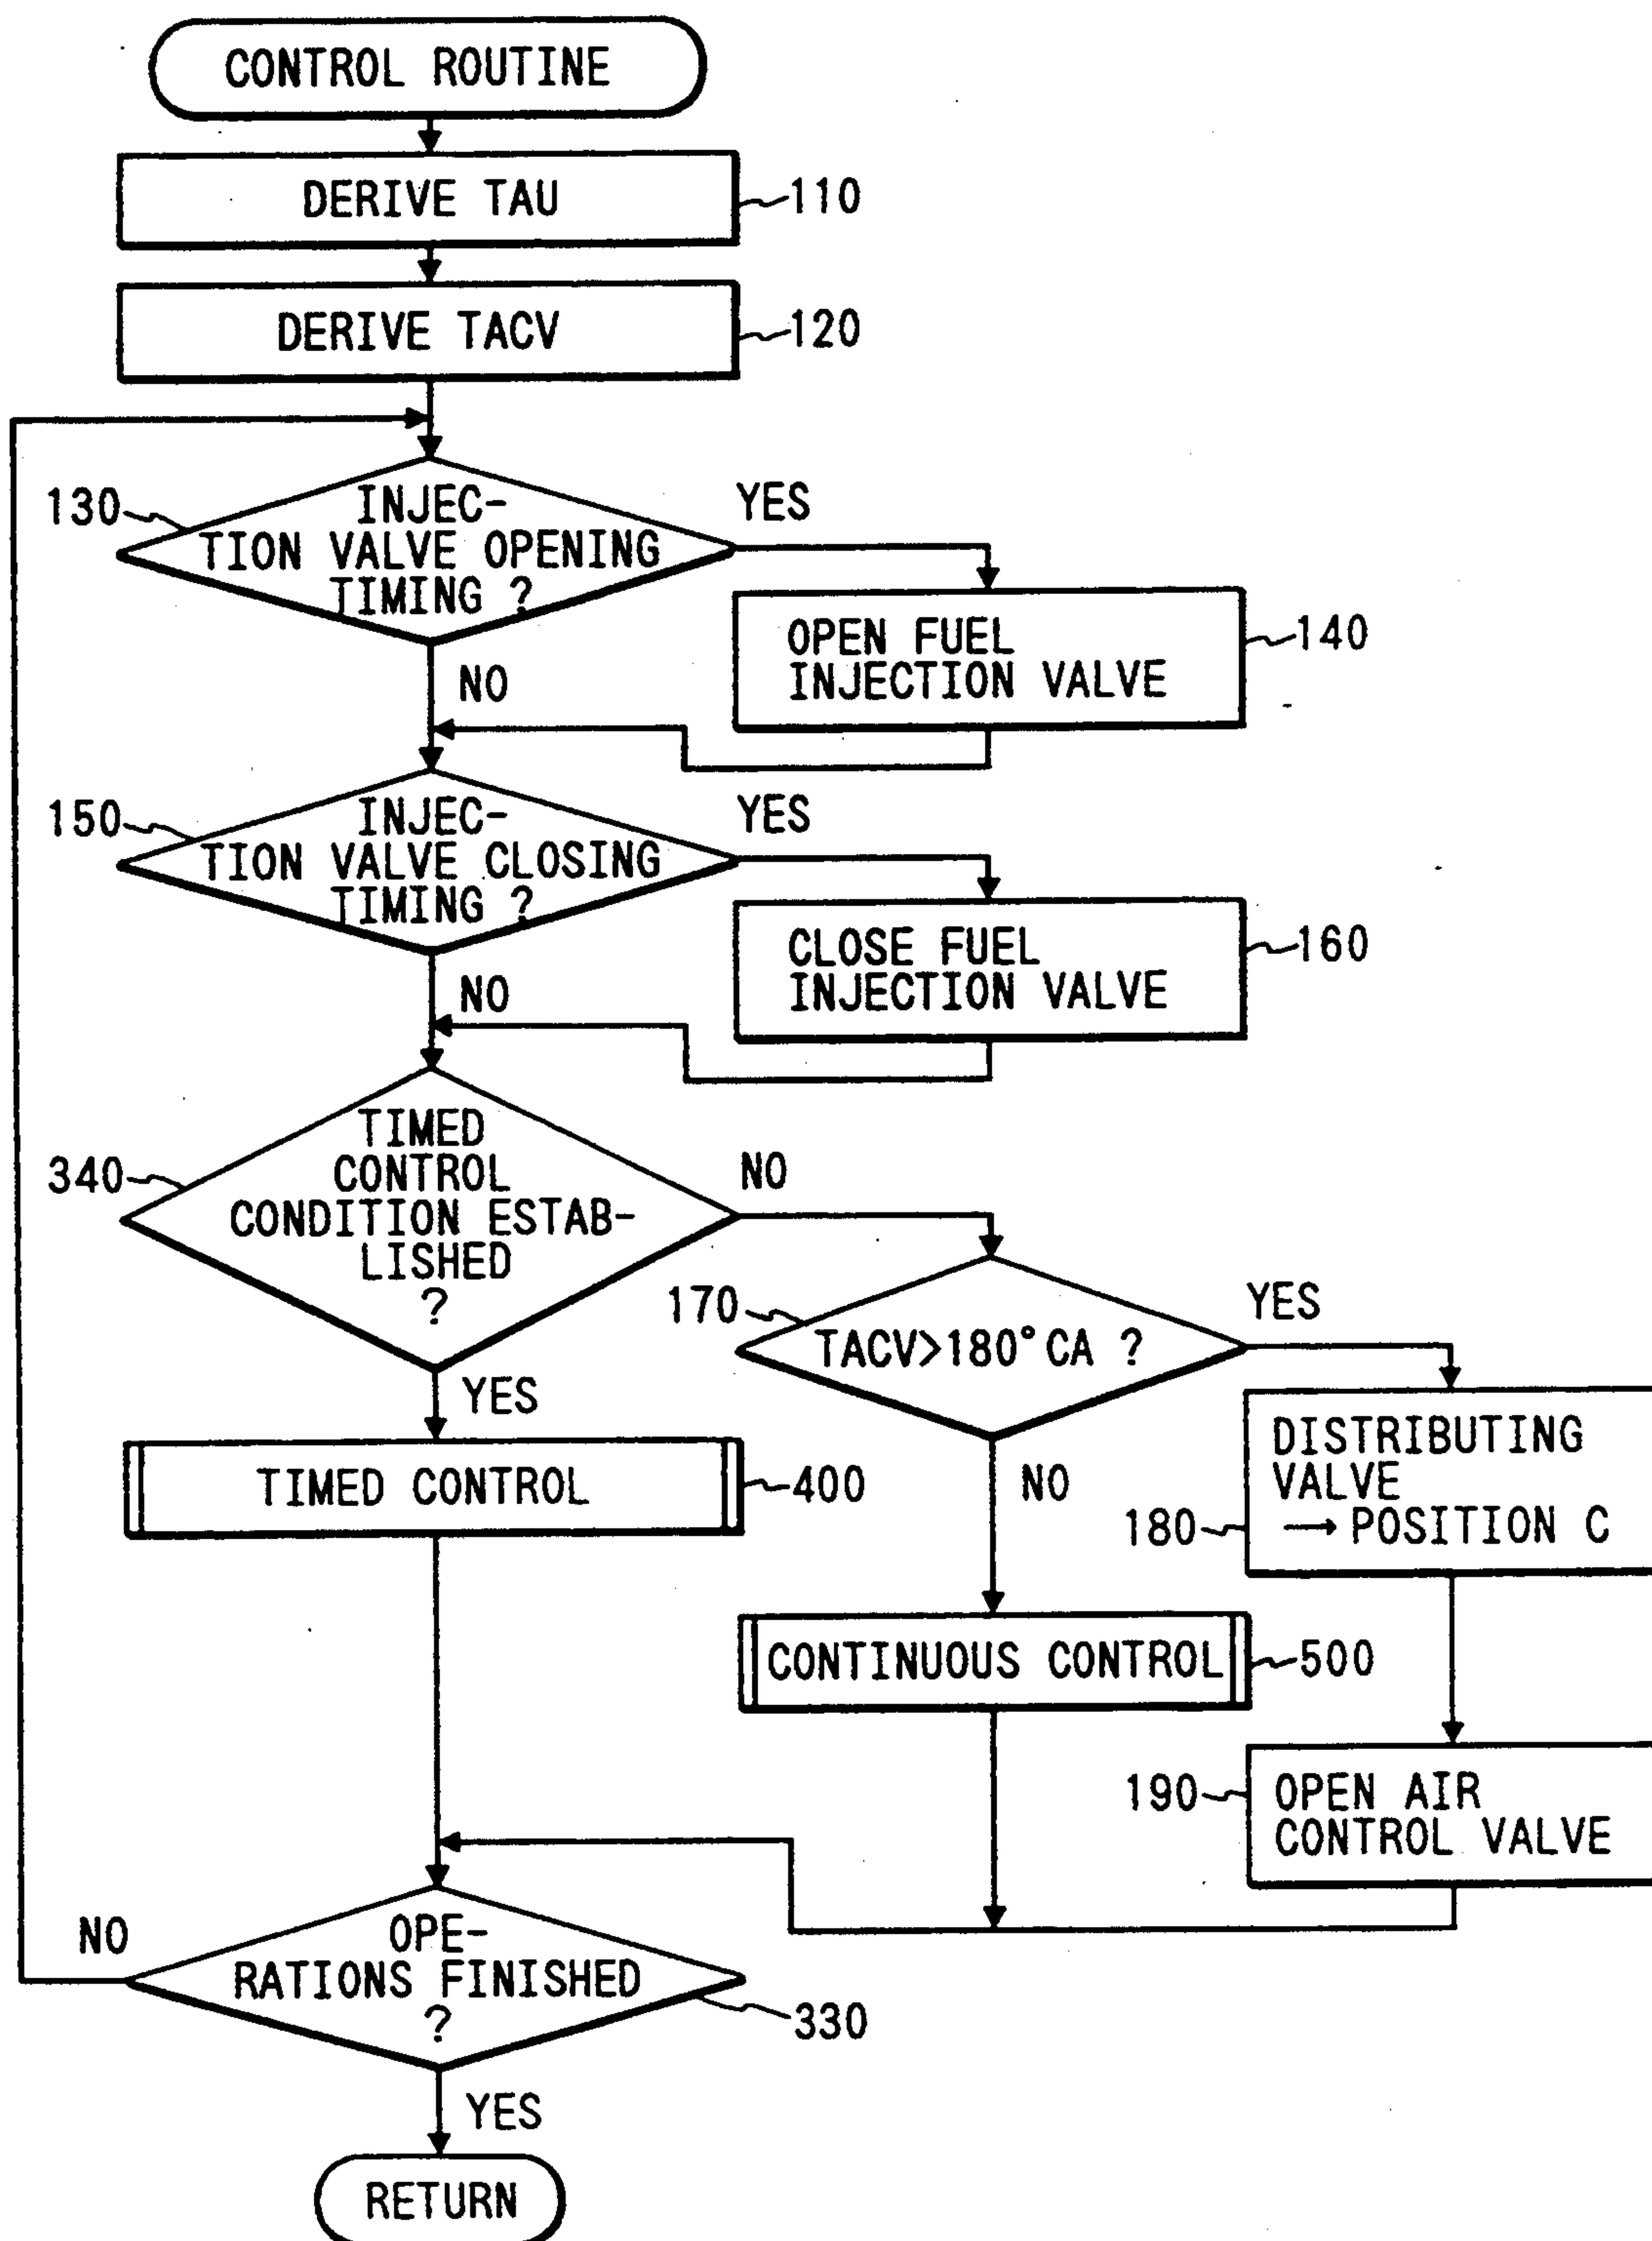 CONTROL ROUTINE
DERIVE TAU
110
DERIVE TACV
120
130
INJEC-
TION VALVE OPENING
TIMING ?
YES
NO
OPEN FUEL
INJECTION VALVE
140
150
INJEC-
TION VALVE CLOSING
TIMING ?
YES
NO
CLOSE FUEL
INJECTION VALVE
160
340
TIMED
CONTROL
CONDITION ESTAB-
LISHED
?
NO
YES
170
TACV>180°CA ?
YES
NO
TIMED CONTROL
400
DISTRIBUTING
VALVE
→ POSITION C
180
CONTINUOUS CONTROL
500
190
OPEN AIR
CONTROL VALVE
NO
OPE-
RATIONS FINISHED
?
330
YES
RETURN